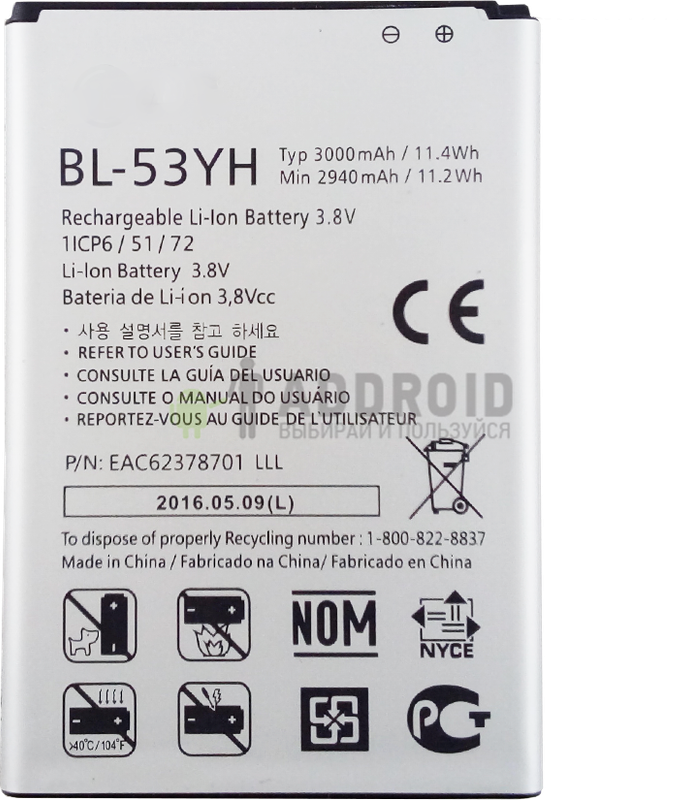 ⊖ ⊕
BL-53YH
Typ 3000mAh / 11.4Wh
Min 2940mAh / 11.2Wh
Rechargeable Li-Ion Battery 3.8V
1ICP6 / 51 / 72
Li-Ion Battery 3.8V
Bateria de Li-ion 3,8Vcc
• 사용 설명서를 참고 하세요
• REFER TO USER'S GUIDE
• CONSULTE LA GUÍA DEL USUARIO
• CONSULTE O MANUAL DO USUÁRIO
• REPORTEZ-VOUS AU GUIDE DE L'UTILISATEUR
AODROID
ВЫБИРАЙ И ПОЛЬЗУЙСЯ
CE
P/N: EAC62378701 LLL
2016.05.09(L)
To dispose of properly Recycling number : 1-800-822-8837
Made in China / Fabricado na China/ Fabricado en China
NOM
NYCE
>40°C/104°F
РСТ